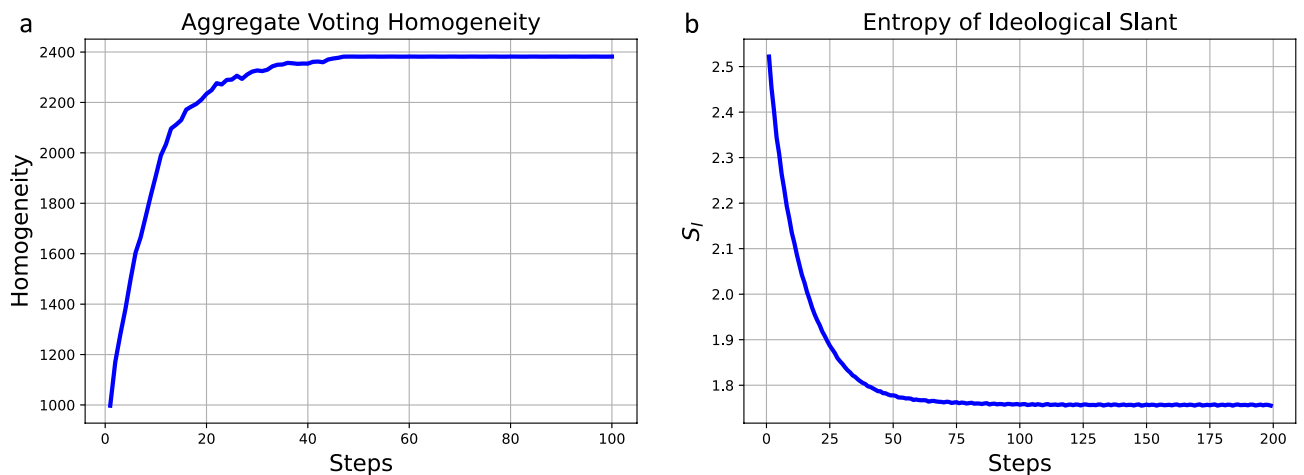 a
Aggregate Voting Homogeneity
2400
2200
2000
1800
1600
1400
1200
1000
Homogeneity
0 20 40 60 80 100
Steps
b
Entropy of Ideological Slant
2.5
2.4
2.3
2.2
2.1
2.0
1.9
1.8
S_I
0 25 50 75 100 125 150 175 200
Steps